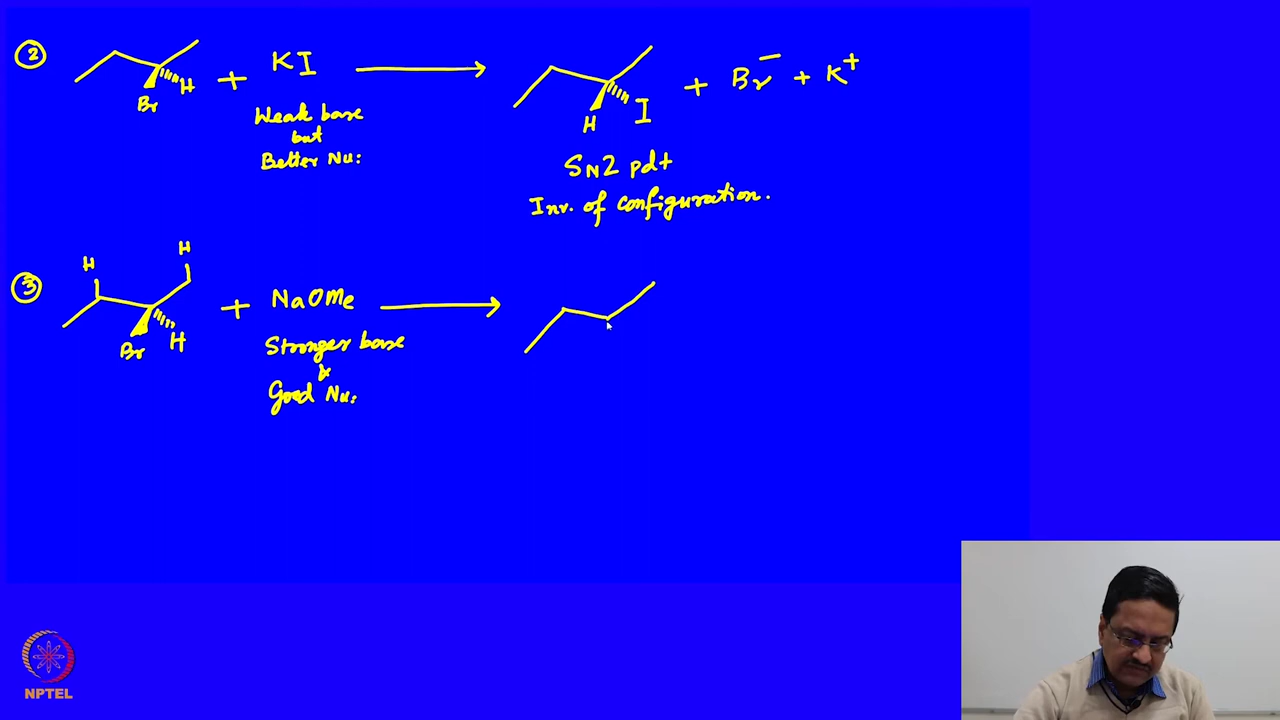 ② Br H + KI ⟶ H I + Br⁻ + K⁺
Weak base
but
Better Nu:
SN2 pdt
Inv. of configuration.
③ H H Br H + NaOMe ⟶
Stronger base
&
Good Nu:
NPTEL